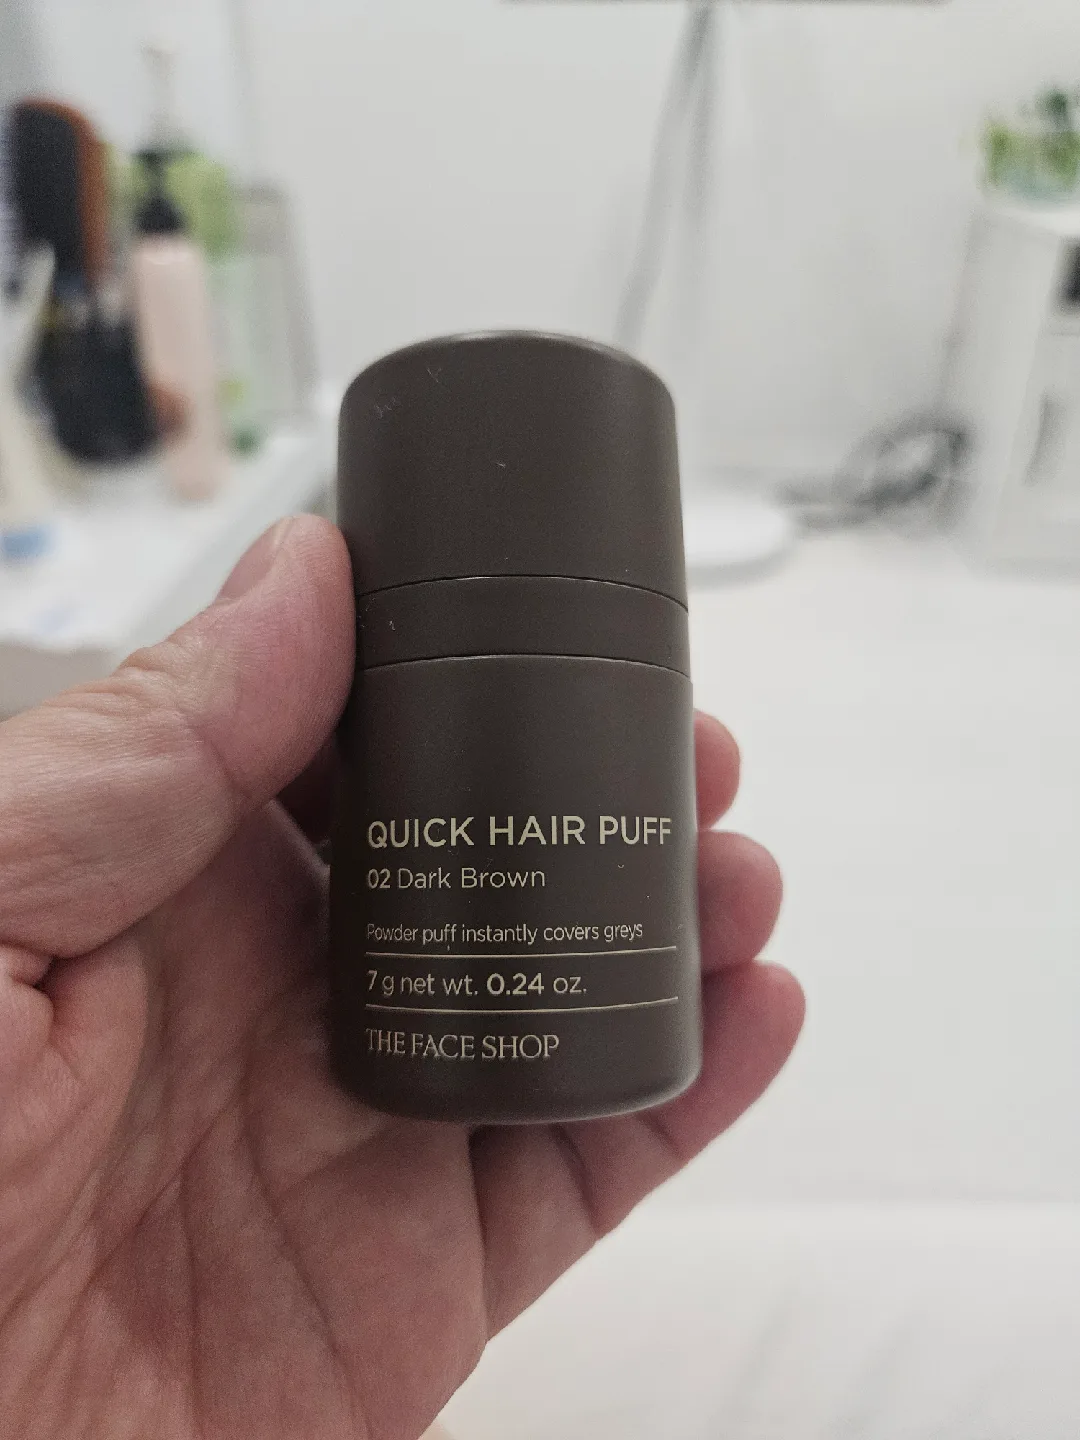 QUICK HAIR PUFF
02 Dark Brown
Powder puff instantly covers greys
7 g net wt. 0.24 oz.
THE FACE SHOP